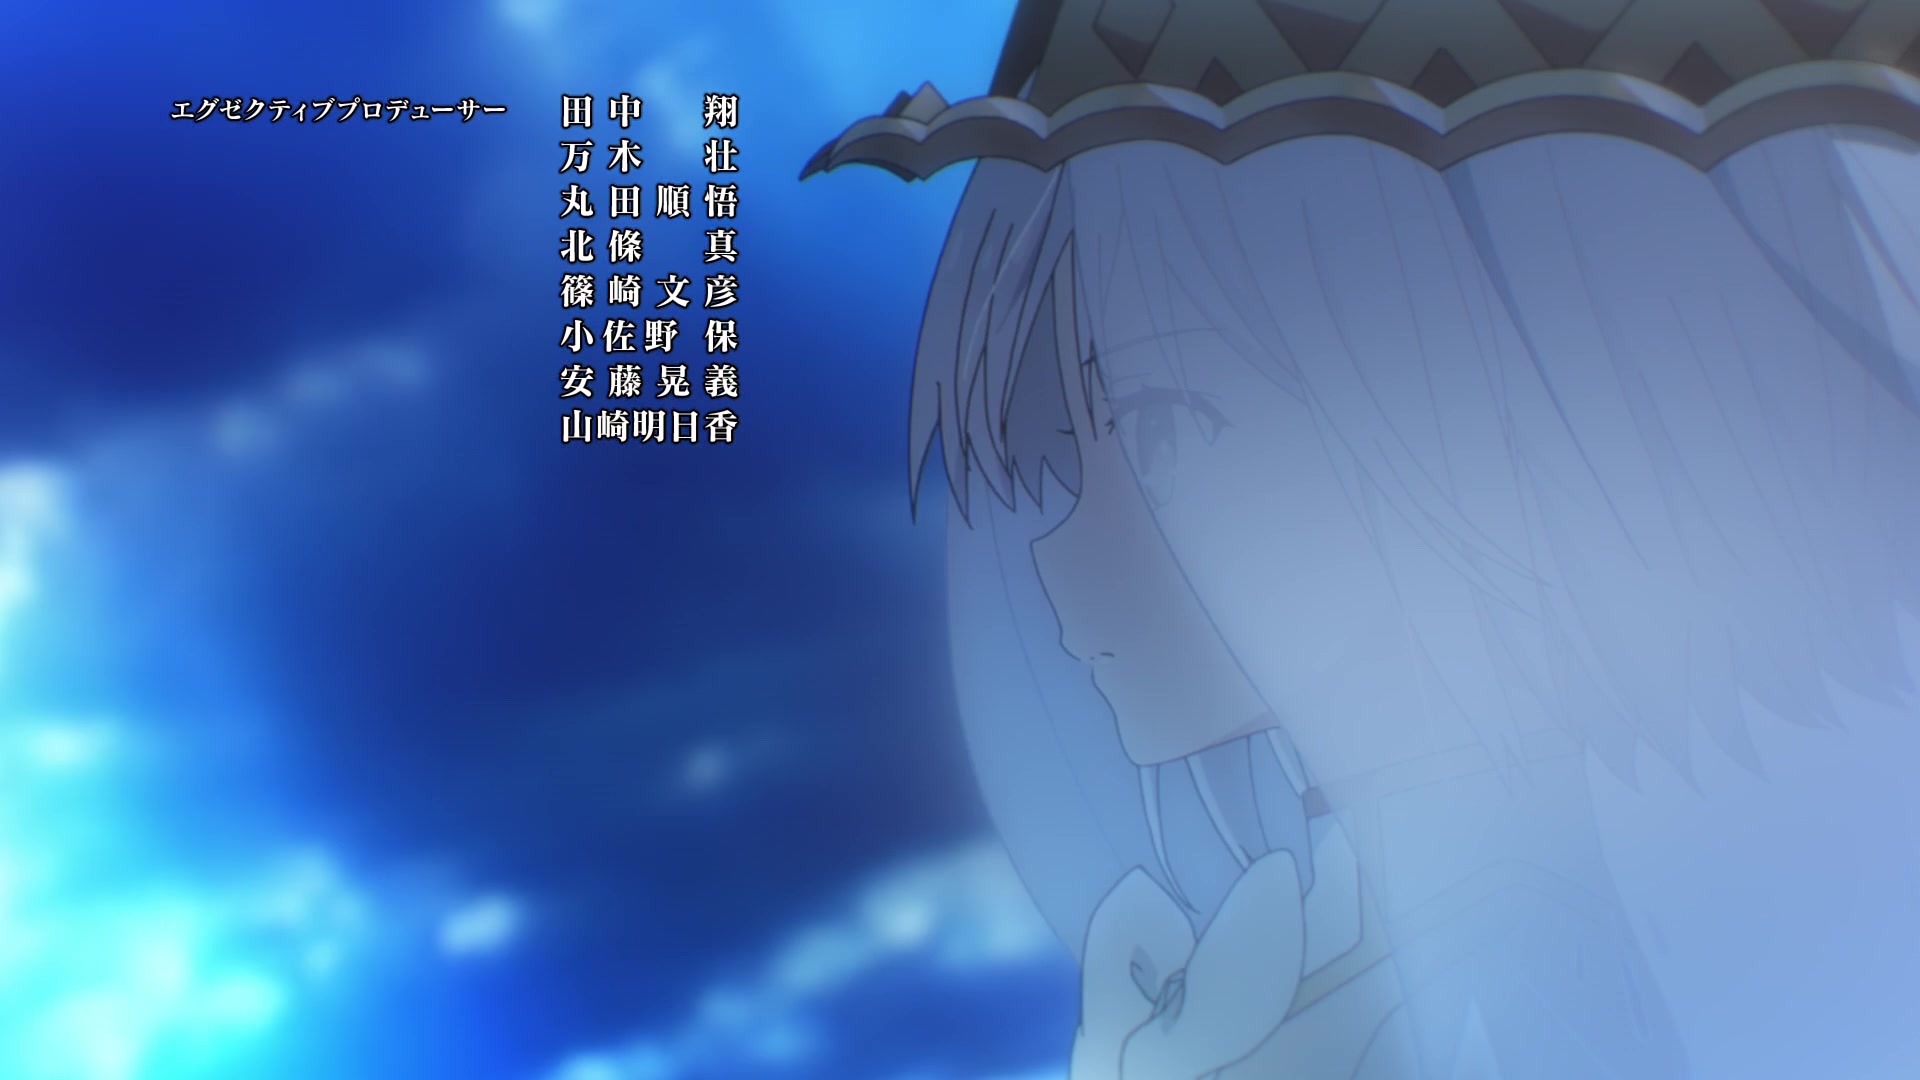 エグゼクティブプロデューサー 田中 翔
万木 壮
丸田順悟
北條 真
篠崎文彦
小佐野 保
安藤晃義
山崎明日香